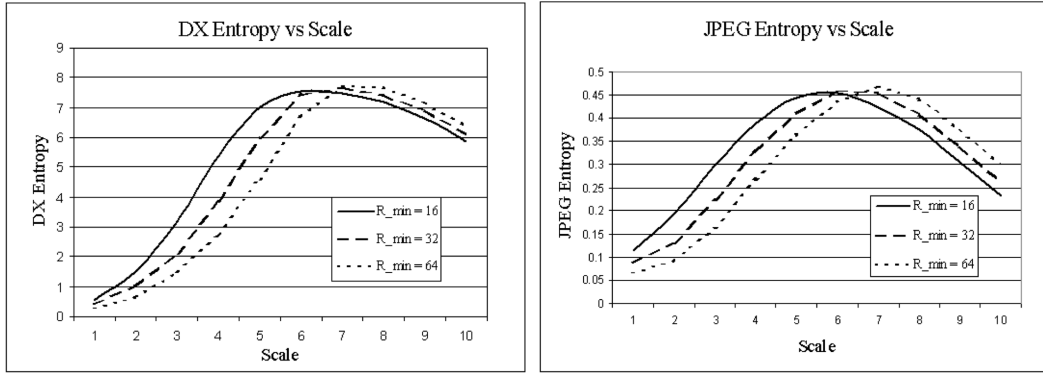 DX Entropy vs Scale
9
8
7
6
5
4
3
2
1
0
DX Entropy
R_min = 16
R_min = 32
R_min = 64
1 2 3 4 5 6 7 8 9 10
Scale
JPEG Entropy vs Scale
0.5
0.45
0.4
0.35
0.3
0.25
0.2
0.15
0.1
0.05
0
JPEG Entropy
R_min = 16
R_min = 32
R_min = 64
1 2 3 4 5 6 7 8 9 10
Scale